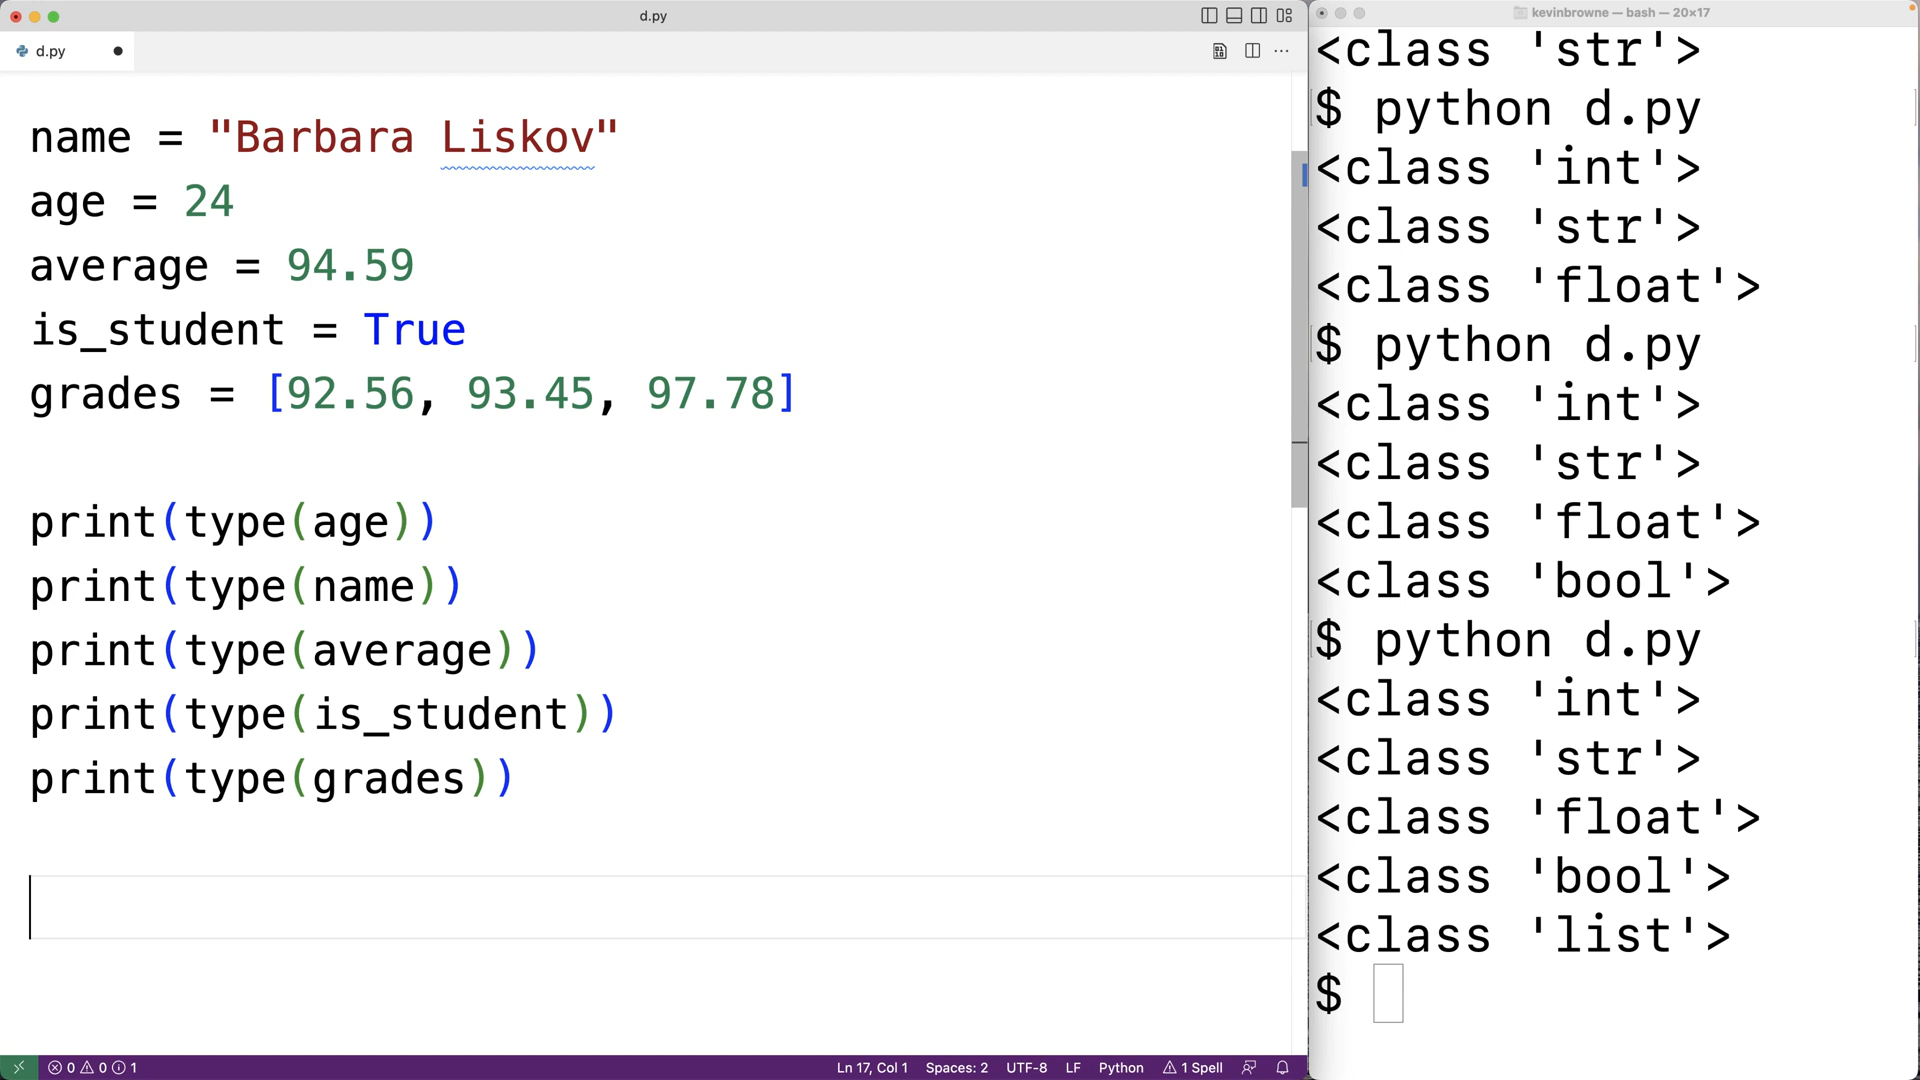 d.py
d.py
name = "Barbara Liskov"
age = 24
average = 94.59
is_student = True
grades = [92.56, 93.45, 97.78]
print(type(age))
print(type(name))
print(type(average))
print(type(is_student))
print(type(grades))
0 0 1
Ln 17, Col 1 Spaces: 2 UTF-8 LF Python 1 Spell
kevinbrowne — bash — 20×17
<class 'str'>
$ python d.py
<class 'int'>
<class 'str'>
<class 'float'>
$ python d.py
<class 'int'>
<class 'str'>
<class 'float'>
<class 'bool'>
$ python d.py
<class 'int'>
<class 'str'>
<class 'float'>
<class 'bool'>
<class 'list'>
$